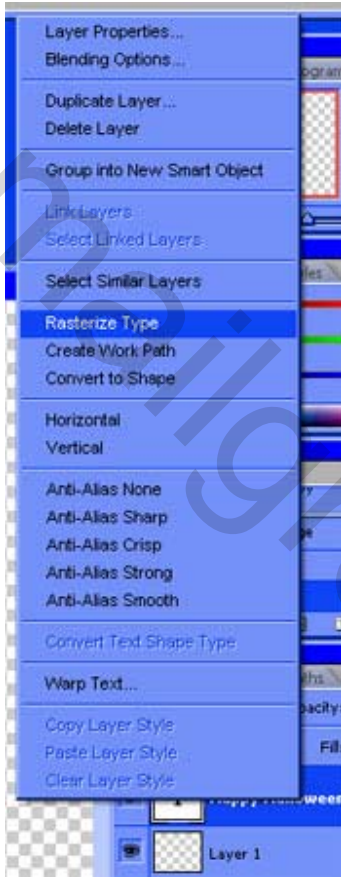 Layer Properties...
Blending Options...
ogram
Duplicate Layer...
Delete Layer
Group into New Smart Object
Link Layers
Select Linked Layers
Select Similar Layers
Rasterize Type
Create Work Path
Convert to Shape
Horizontal
Vertical
Anti-Alias None
Anti-Alias Sharp
Anti-Alias Crisp
Anti-Alias Strong
Anti-Alias Smooth
Convert Text Shape Type
Warp Text...
Copy Layer Style
Paste Layer Style
Clear Layer Style
pacity:
Fill
Layer 1